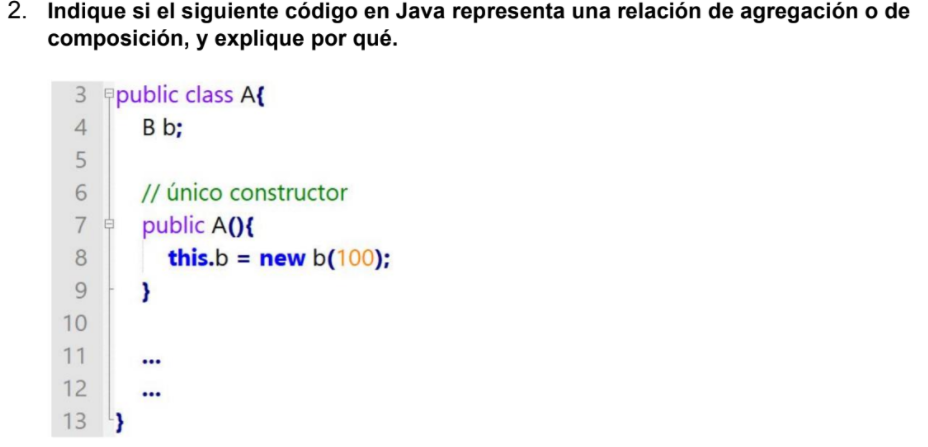 2. Indique si el siguiente código en Java representa una relación de agregación o de
composición, y explique por qué.
3 public class A{
4 B b;
5
6 // único constructor
7 public A(){
8 this.b = new b(100);
9 }
10
11 ...
12 ...
13 }